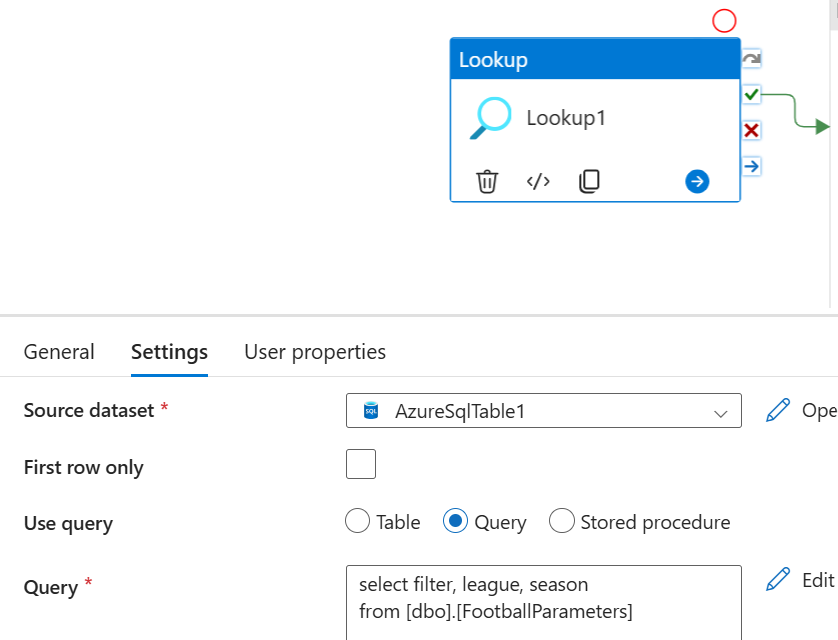 Lookup
Lookup1
General
Settings
User properties
Source dataset *
SQL
AzureSqlTable1
Ope
First row only
Use query
Table
Query
Stored procedure
Query *
select filter, league, season
from [dbo].[FootballParameters]
Edit